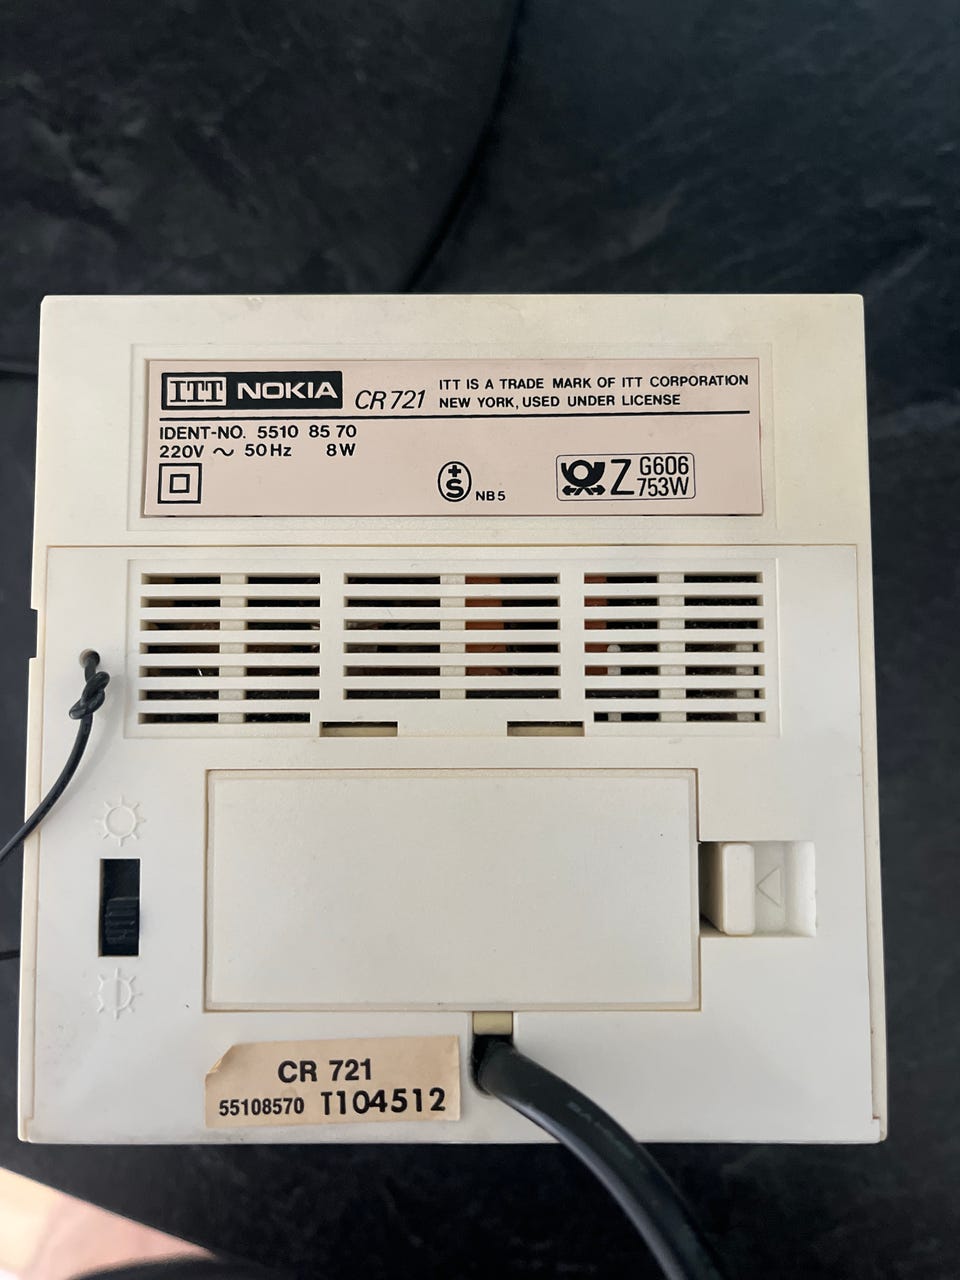 ITT NOKIA CR 721
ITT IS A TRADE MARK OF ITT CORPORATION
NEW YORK, USED UNDER LICENSE
IDENT-NO. 5510 85 70
220V ~ 50Hz 8W
+S NB5
Z G606
753W
CR 721
55108570 T104512